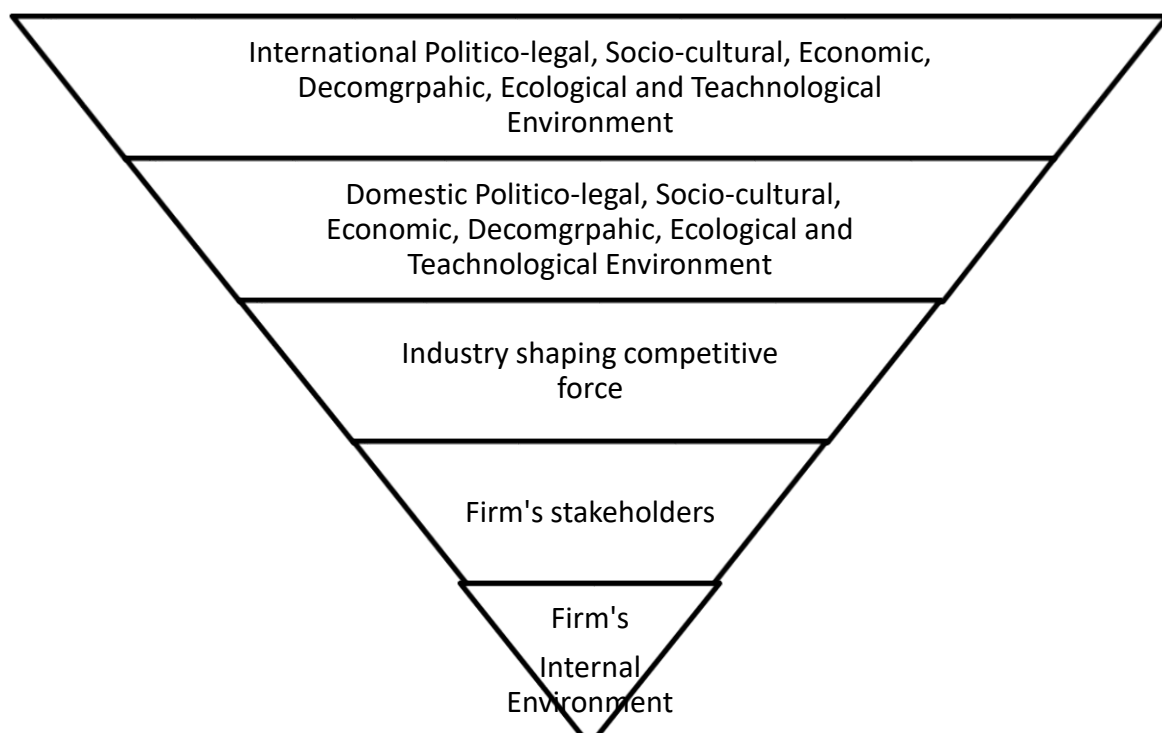 International Politico-legal, Socio-cultural, Economic,
Decomgrpahic, Ecological and Teachnological
Environment
Domestic Politico-legal, Socio-cultural,
Economic, Decomgrpahic, Ecological and
Teachnological Environment
Industry shaping competitive
force
Firm's stakeholders
Firm's
Internal
Environment